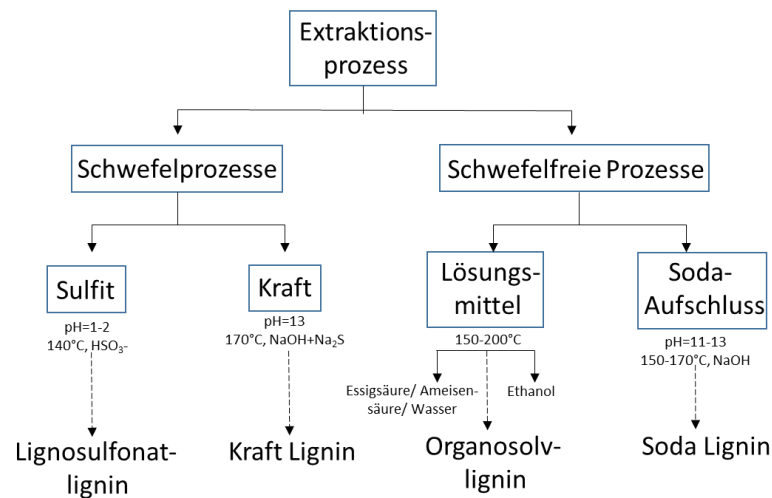 Extraktions-
prozess
Schwefelprozesse
Schwefelfreie Prozesse
Sulfit
pH=1-2
140°C, HSO₃-
Kraft
pH=13
170°C, NaOH+Na₂S
Lösungs-
mittel
150-200°C
Soda-
Aufschluss
pH=11-13
150-170°C, NaOH
Essigsäure/ Ameisen-
säure/ Wasser
Ethanol
Lignosulfonat-
lignin
Kraft Lignin
Organosolv-
lignin
Soda Lignin